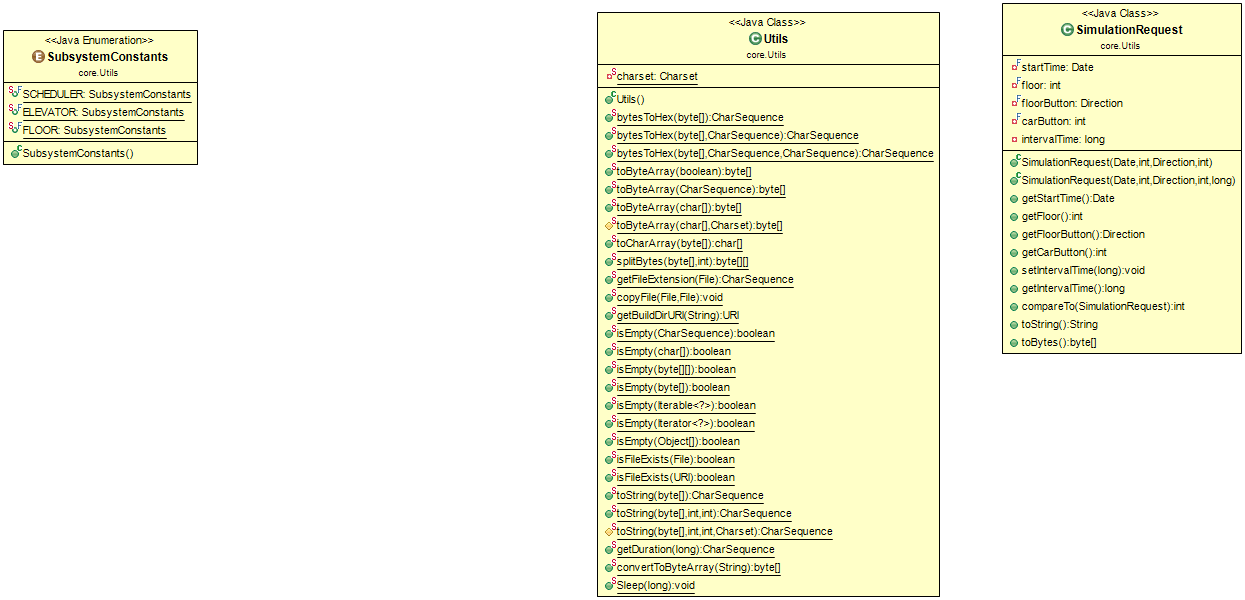 <<Java Enumeration>>
SubsystemConstants
core.Utils
SCHEDULER: SubsystemConstants
ELEVATOR: SubsystemConstants
FLOOR: SubsystemConstants
SubsystemConstants()
<<Java Class>>
Utils
core.Utils
charset: Charset
Utils()
bytesToHex(byte[]):CharSequence
bytesToHex(byte[],CharSequence):CharSequence
bytesToHex(byte[],CharSequence,CharSequence):CharSequence
toByteArray(boolean):byte[]
toByteArray(CharSequence):byte[]
toByteArray(char[]):byte[]
toByteArray(char[],Charset):byte[]
toCharArray(byte[]):char[]
splitBytes(byte[],int):byte[][]
getFileExtension(File):CharSequence
copyFile(File,File):void
getBuildDirURI(String):URI
isEmpty(CharSequence):boolean
isEmpty(char[]):boolean
isEmpty(byte[][]):boolean
isEmpty(byte[]):boolean
isEmpty(Iterable<?>):boolean
isEmpty(Iterator<?>):boolean
isEmpty(Object[]):boolean
isFileExists(File):boolean
isFileExists(URI):boolean
toString(byte[]):CharSequence
toString(byte[],int,int):CharSequence
toString(byte[],int,int,Charset):CharSequence
getDuration(long):CharSequence
convertToByteArray(String):byte[]
Sleep(long):void
<<Java Class>>
SimulationRequest
core.Utils
startTime: Date
floor: int
floorButton: Direction
carButton: int
intervalTime: long
SimulationRequest(Date,int,Direction,int)
SimulationRequest(Date,int,Direction,int,long)
getStartTime():Date
getFloor():int
getFloorButton():Direction
getCarButton():int
setIntervalTime(long):void
getIntervalTime():long
compareTo(SimulationRequest):int
toString():String
toBytes():byte[]